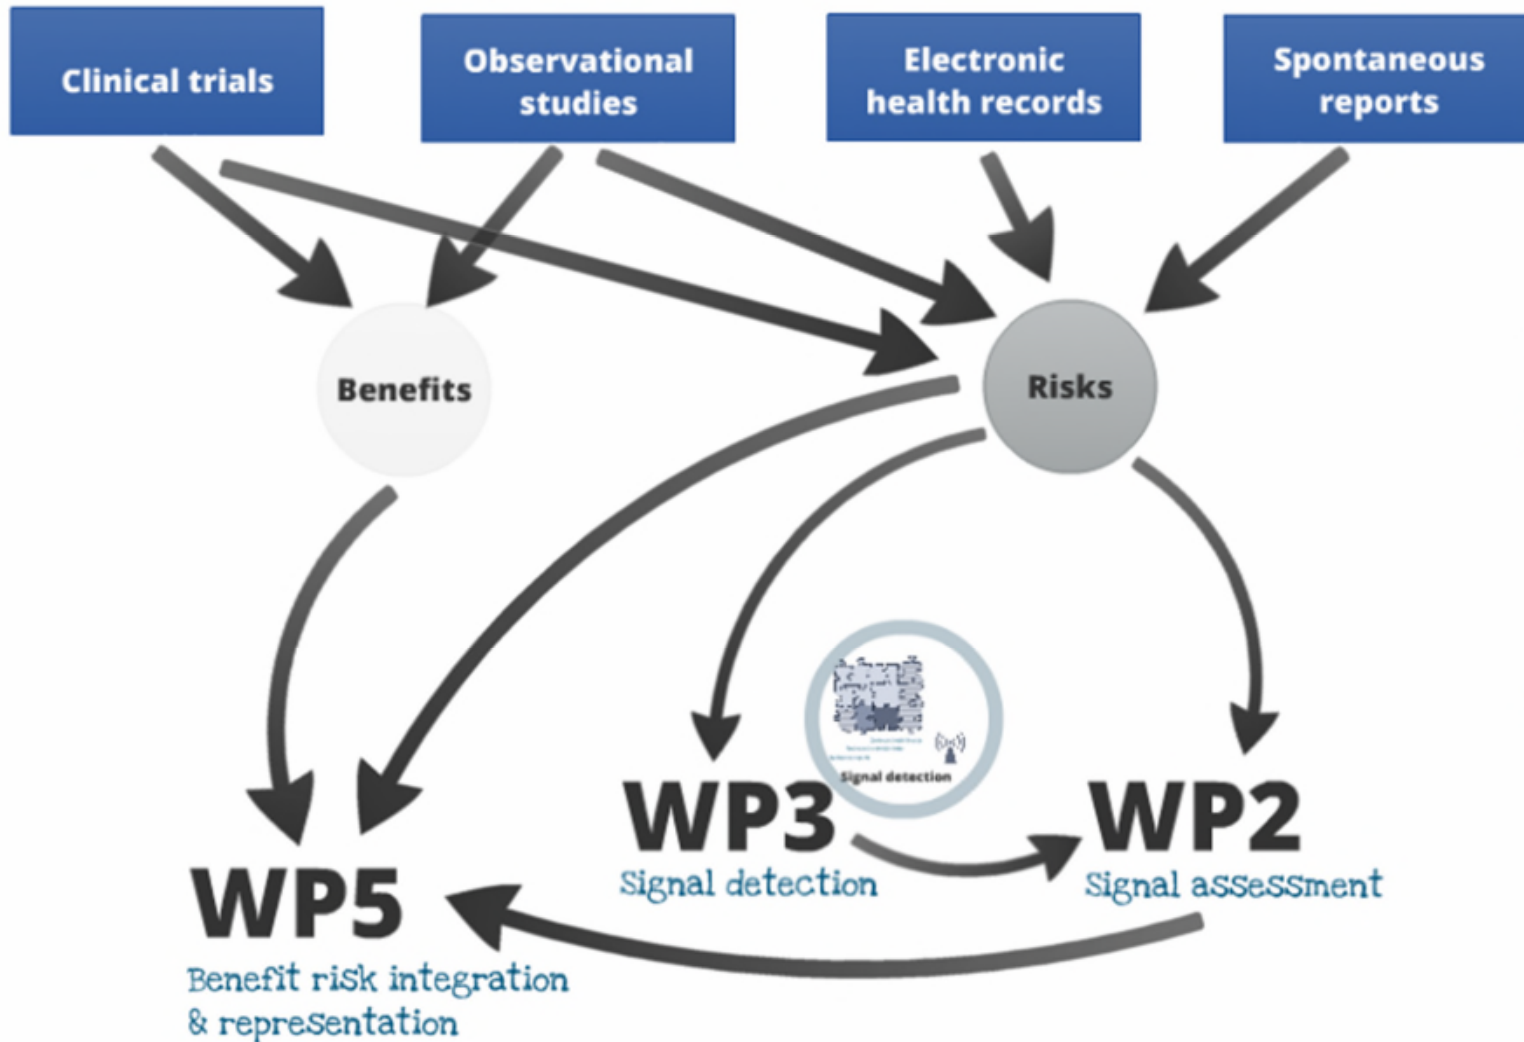 Clinical trials
Observational
studies
Electronic
health records
Spontaneous
reports
Benefits
Risks
Signal detection
WP3
Signal detection
WP2
Signal assessment
WP5
Benefit risk integration
& representation